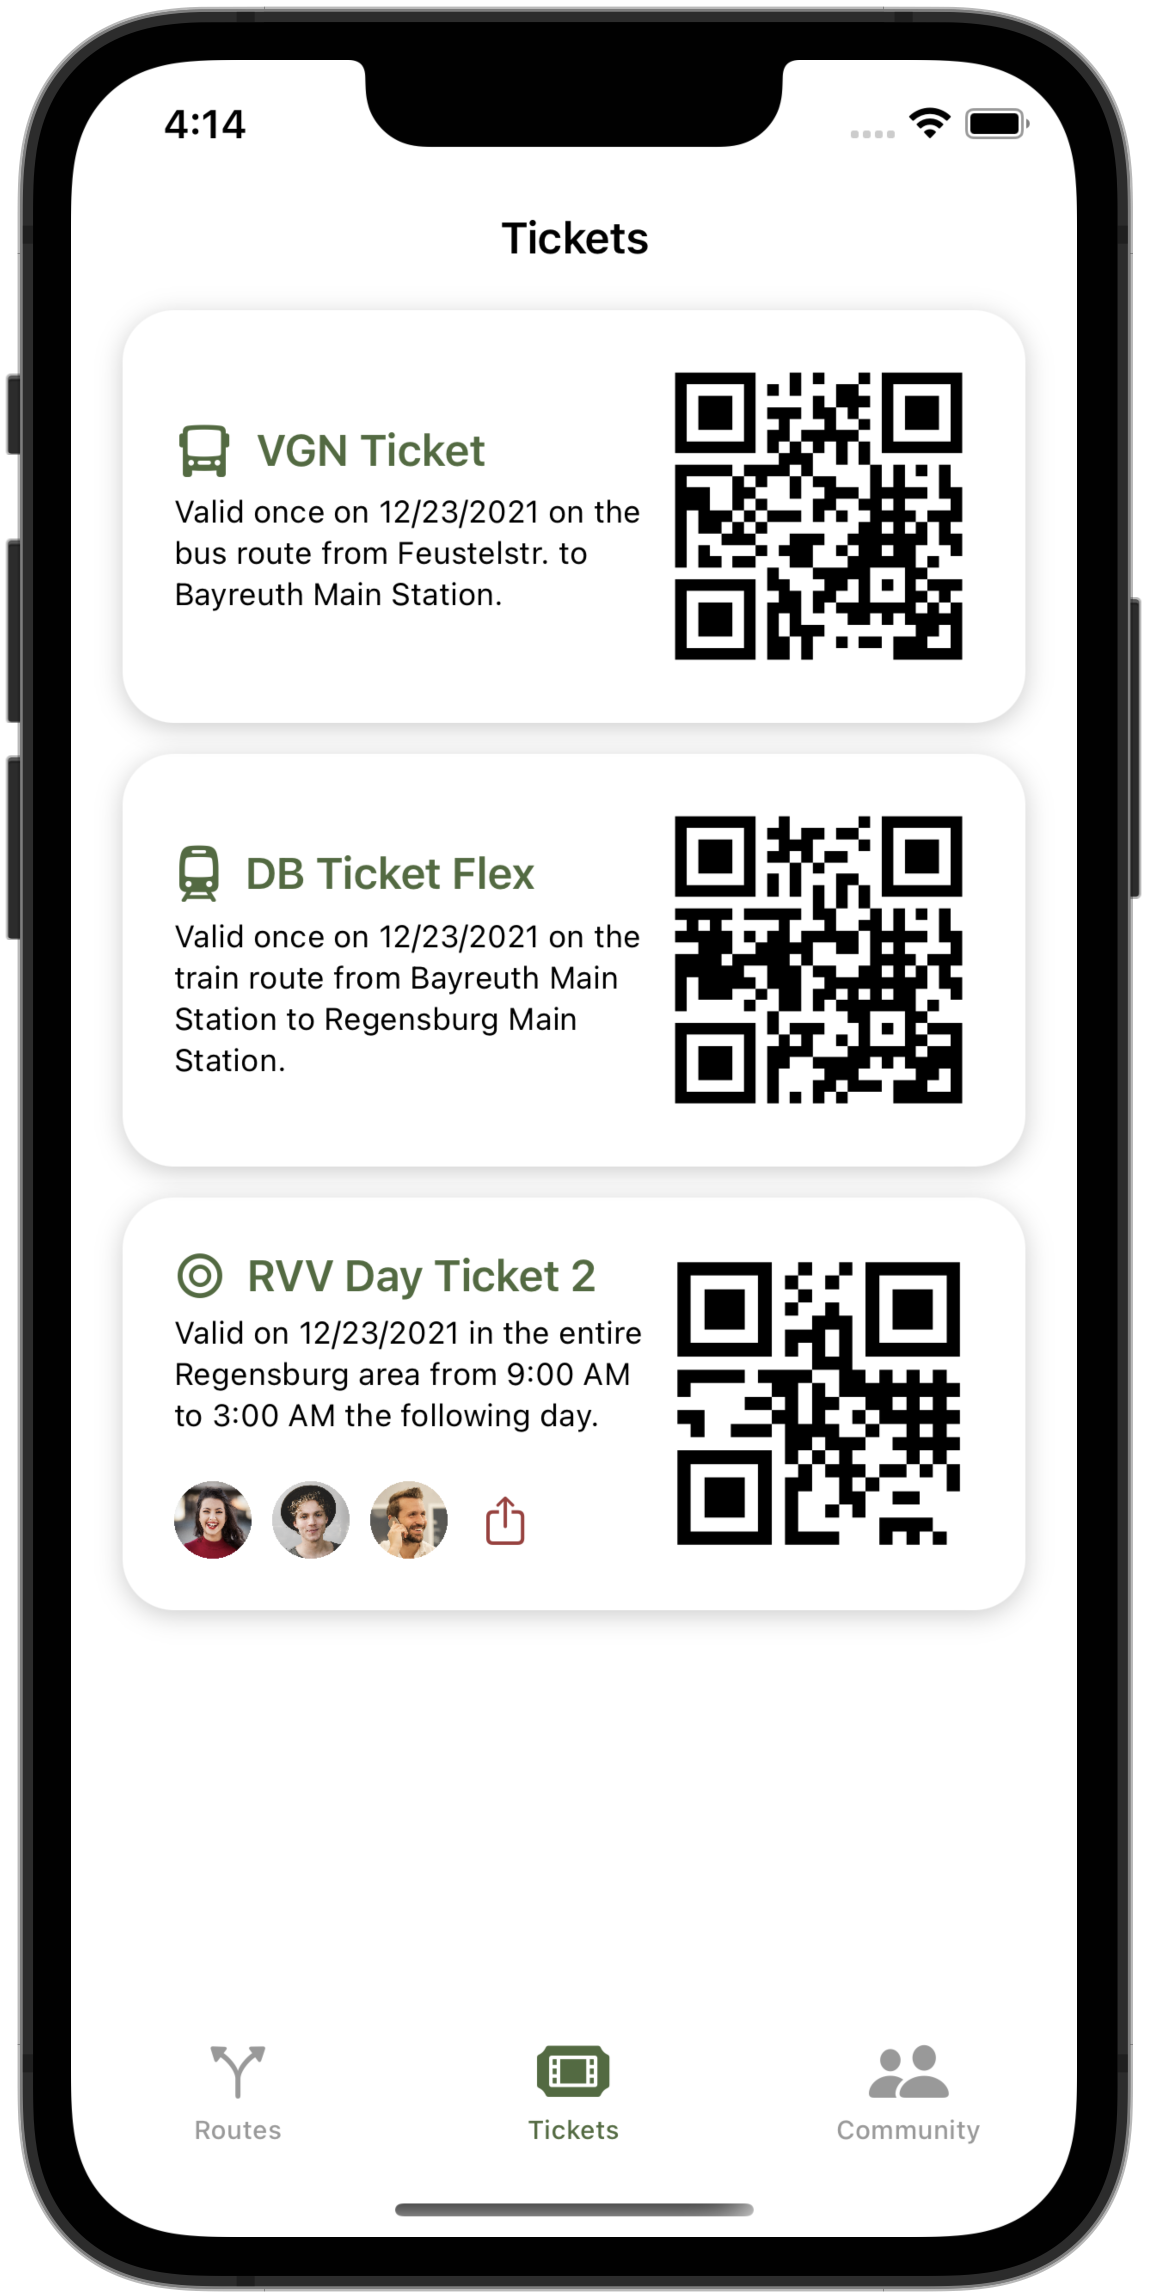 4:14
Tickets
VGN Ticket
Valid once on 12/23/2021 on the
bus route from Feustelstr. to
Bayreuth Main Station.
DB Ticket Flex
Valid once on 12/23/2021 on the
train route from Bayreuth Main
Station to Regensburg Main
Station.
RVV Day Ticket 2
Valid on 12/23/2021 in the entire
Regensburg area from 9:00 AM
to 3:00 AM the following day.
Routes
Tickets
Community